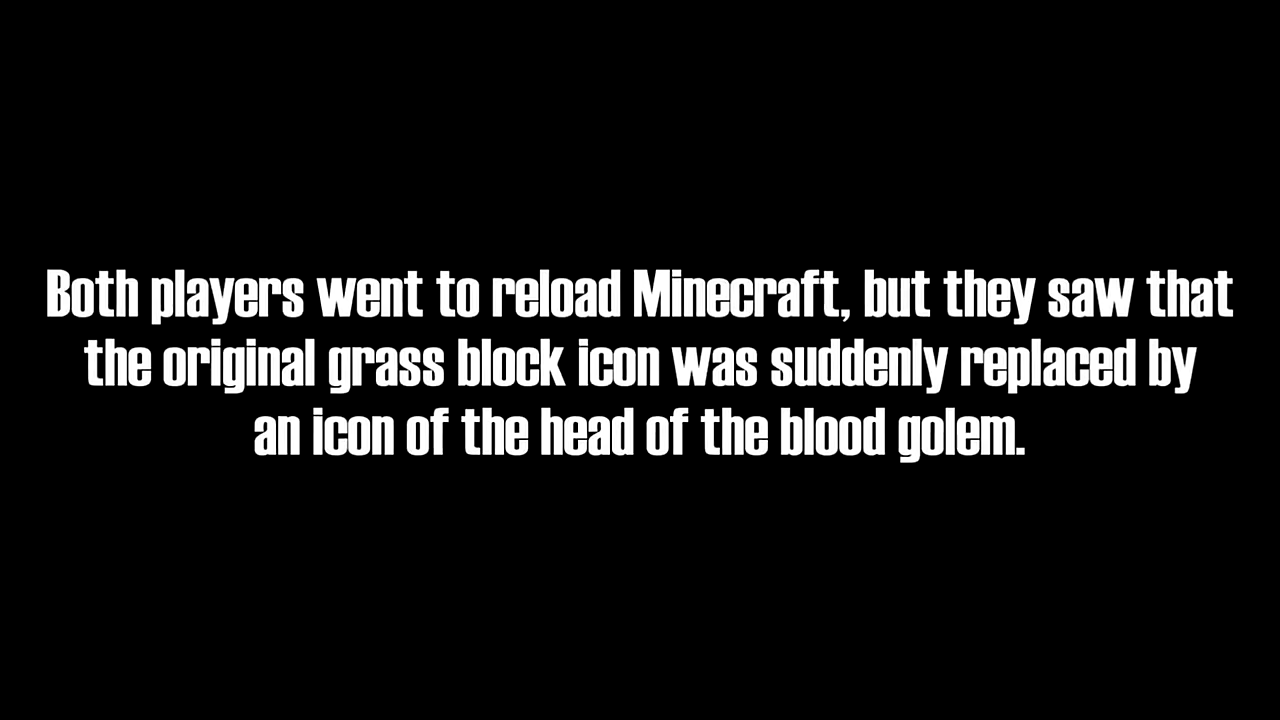 Both players went to reload Minecraft, but they saw that
the original grass block icon was suddenly replaced by
an icon of the head of the blood golem.